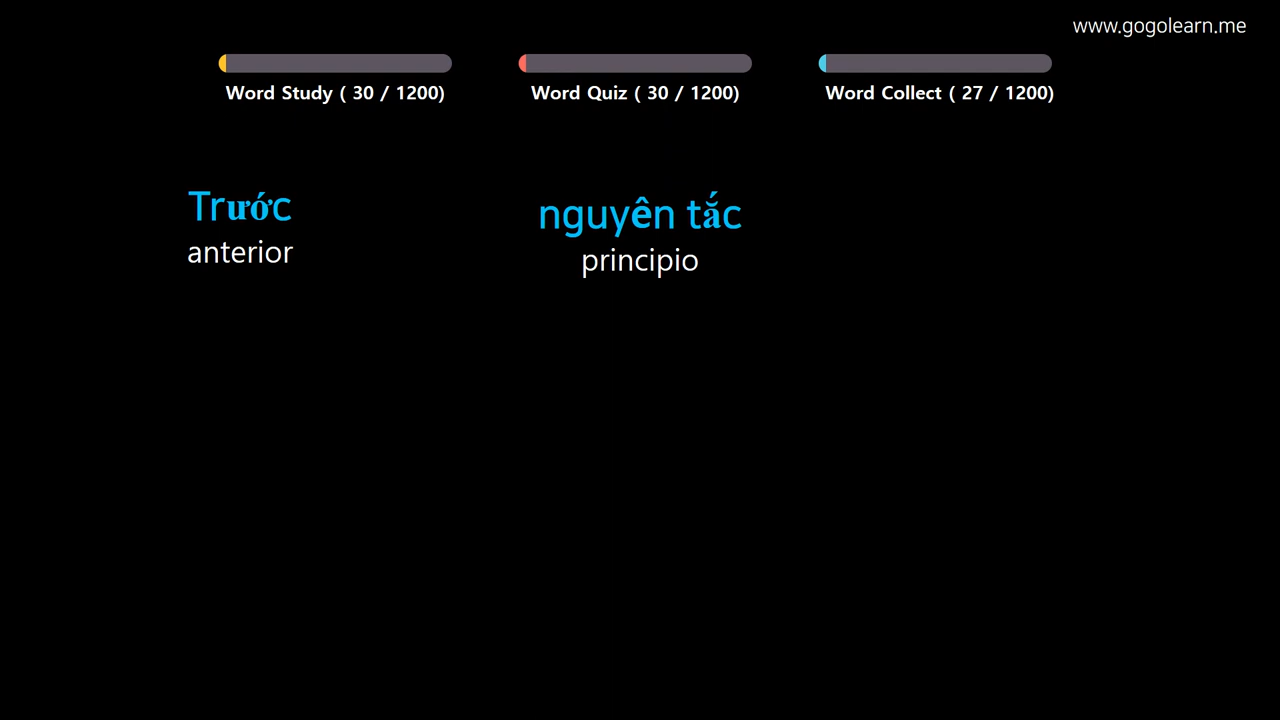 www.gogolearn.me
Word Study ( 30 / 1200)
Word Quiz ( 30 / 1200)
Word Collect ( 27 / 1200)
Trước
anterior
nguyên tắc
principio